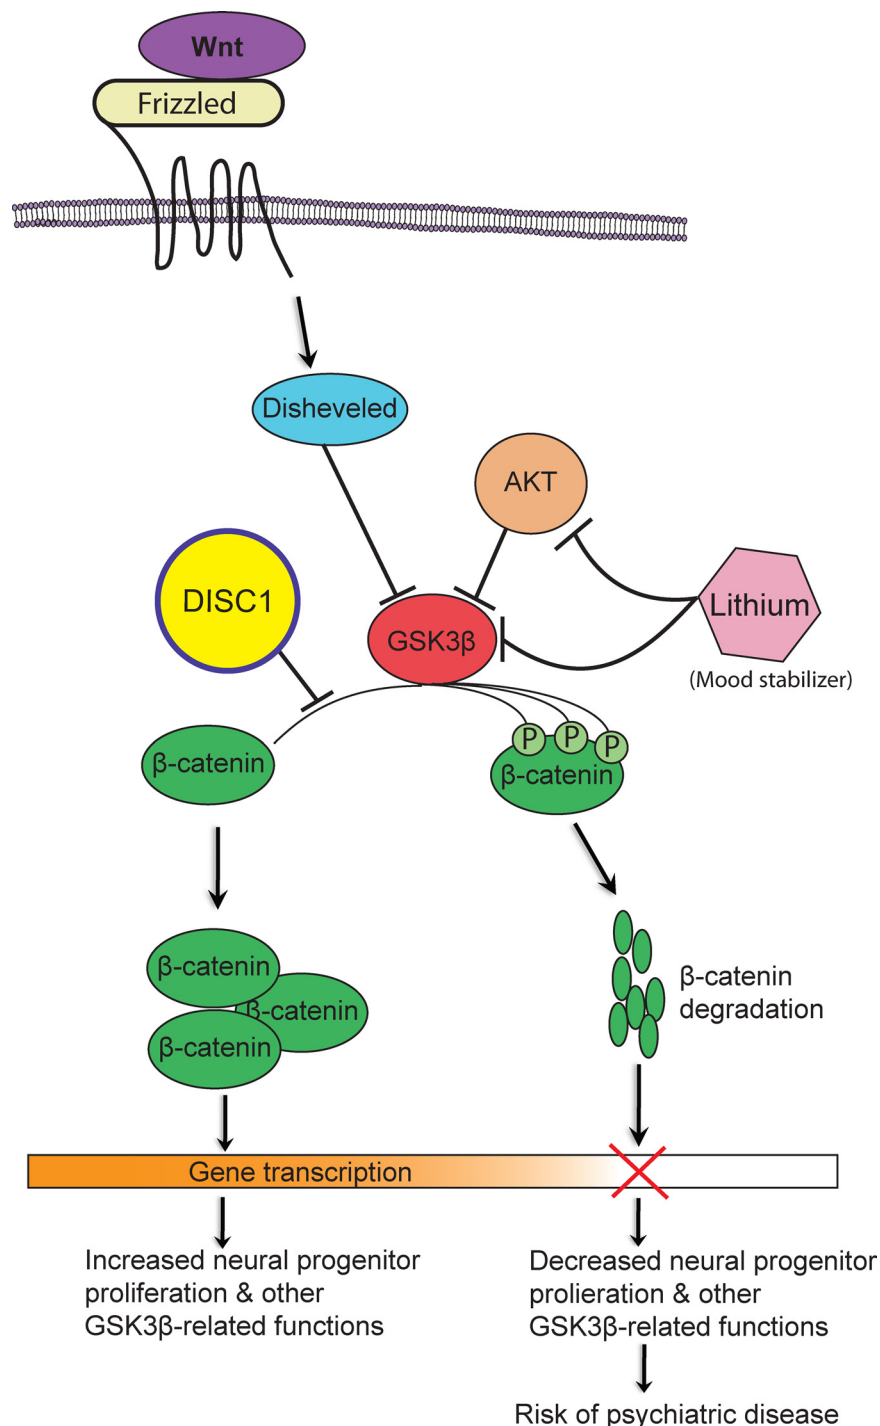 Wnt
Frizzled
Disheveled
AKT
DISC1
Lithium
GSK3β
(Mood stabilizer)
P
P
P
β-catenin
β-catenin
β-catenin
β-catenin
β-catenin
β-catenin
degradation
Gene transcription
Increased neural progenitor
proliferation & other
GSK3β-related functions
Decreased neural progenitor
prolieration & other
GSK3β-related functions
Risk of psychiatric disease